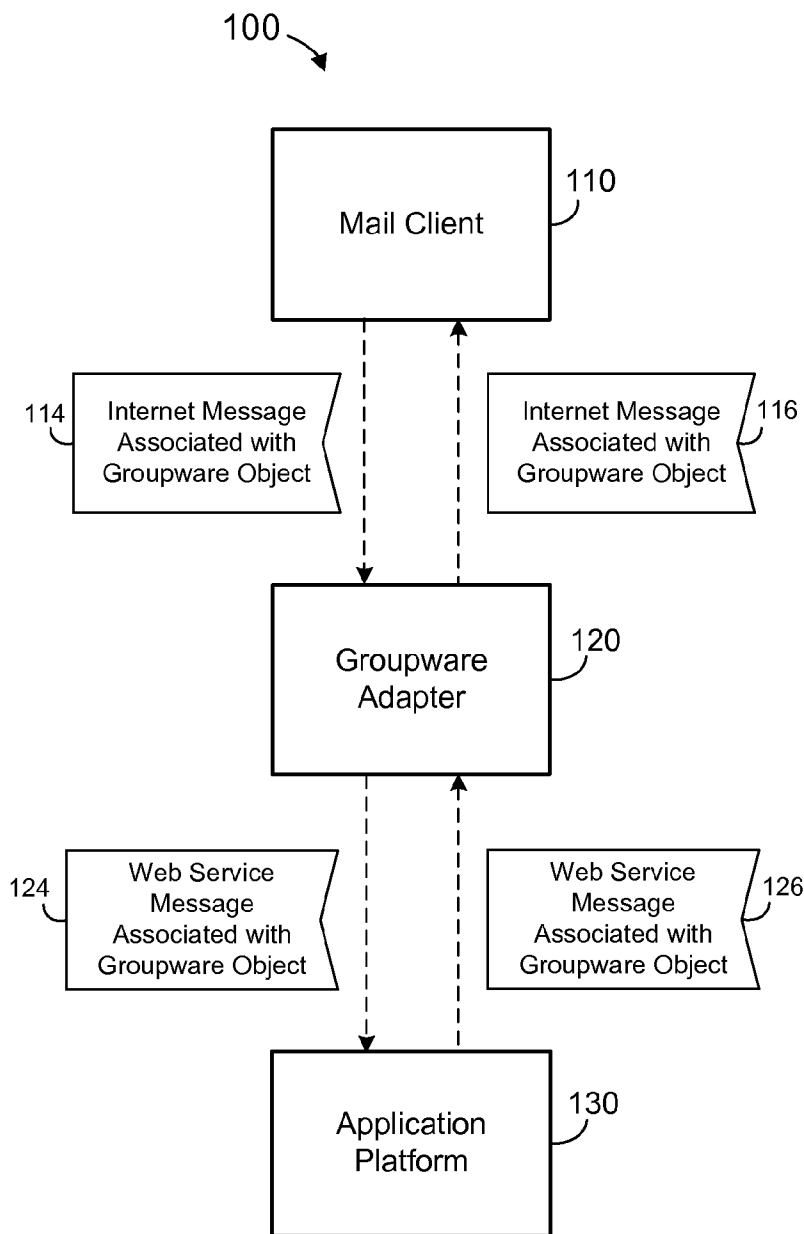 100
110
Mail Client
114
Internet Message
Associated with
Groupware Object
Internet Message
Associated with
Groupware Object
116
120
Groupware
Adapter
124
Web Service
Message
Associated with
Groupware Object
Web Service
Message
Associated with
Groupware Object
126
130
Application
Platform